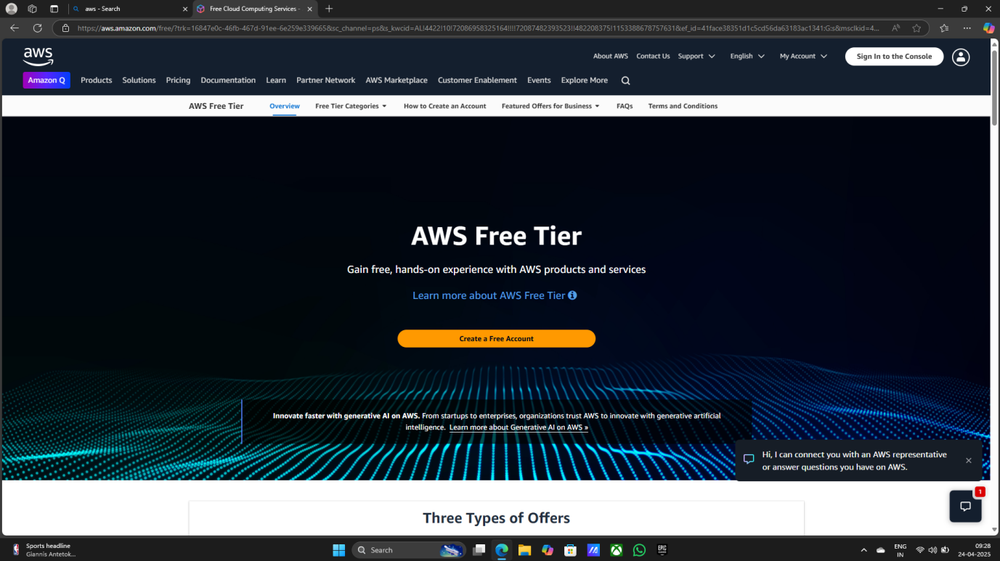 aws - Search
Free Cloud Computing Services -
https://aws.amazon.com/free/?trk=16847e0c-46fb-467d-91ee-6e259e339665&sc_channel=ps&s_kwcid=AL!4422!10!72086958325164!!!!72087482393523!!482208375!1153388678757631&ef_id=41face38351d1c5cd56da63183ac1341:G:s&msclkid=4...
aws
About AWS Contact Us Support English My Account Sign In to the Console
Amazon Q Products Solutions Pricing Documentation Learn Partner Network AWS Marketplace Customer Enablement Events Explore More
AWS Free Tier Overview Free Tier Categories How to Create an Account Featured Offers for Business FAQs Terms and Conditions
AWS Free Tier
Gain free, hands-on experience with AWS products and services
Learn more about AWS Free Tier
Create a Free Account
Innovate faster with generative AI on AWS. From startups to enterprises, organizations trust AWS to innovate with generative artificial
intelligence. Learn more about Generative AI on AWS »
Hi, I can connect you with an AWS representative
or answer questions you have on AWS.
1
Three Types of Offers
Sports headline
Giannis Antetok...
Search
EPIC
ENG
IN
09:28
24-04-2025